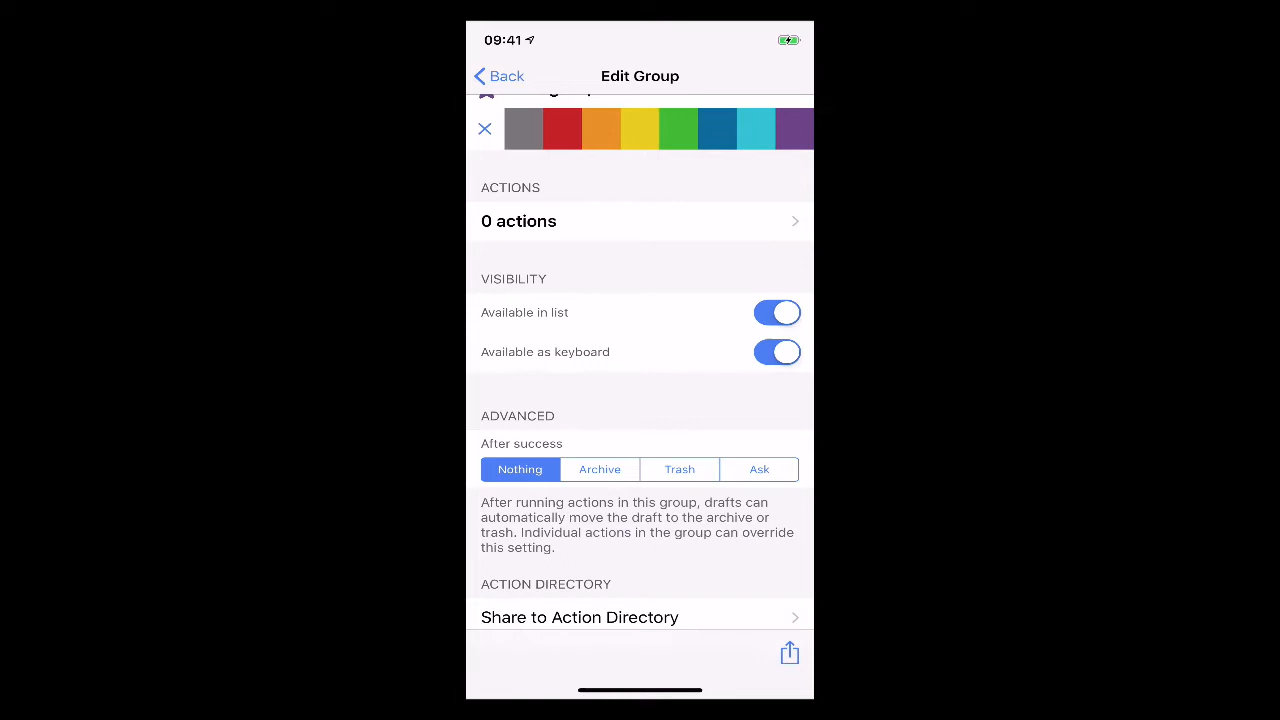 09:41
Back
Edit Group
ACTIONS
0 actions
VISIBILITY
Available in list
Available as keyboard
ADVANCED
After success
Nothing Archive Trash Ask
After running actions in this group, drafts can
automatically move the draft to the archive or
trash. Individual actions in the group can override
this setting.
ACTION DIRECTORY
Share to Action Directory